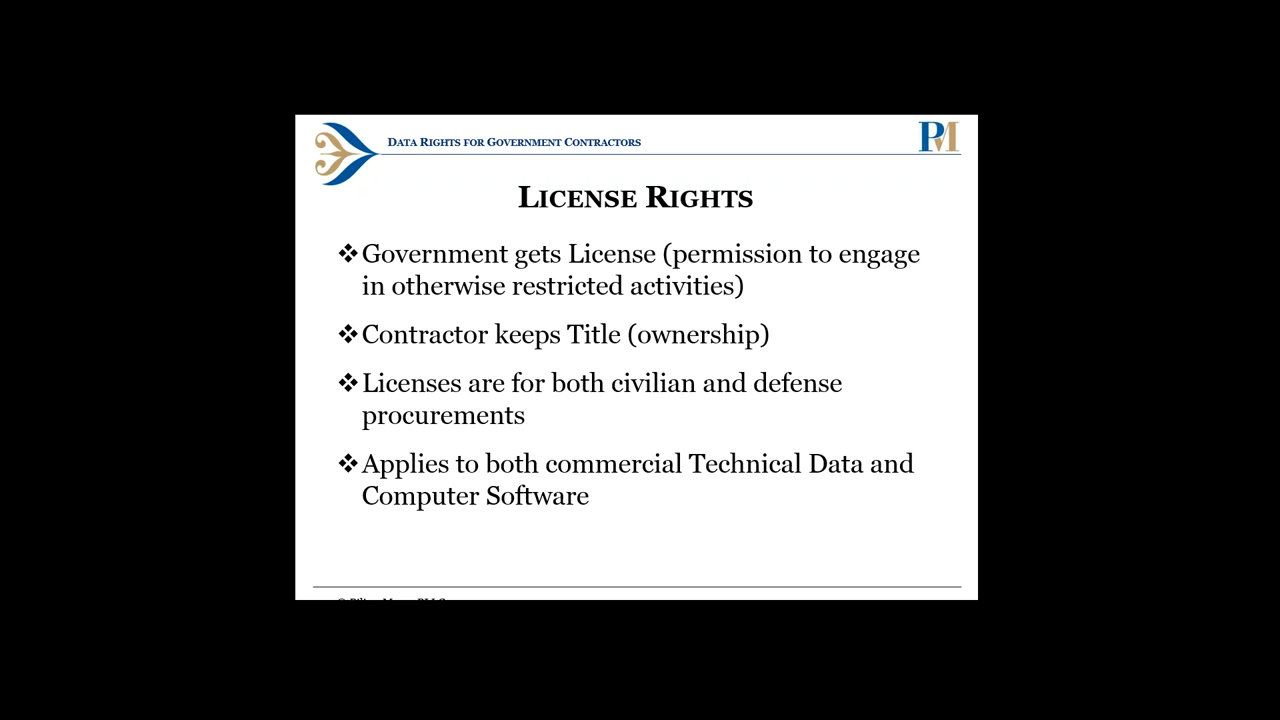 DATA RIGHTS FOR GOVERNMENT CONTRACTORS
PM
LICENSE RIGHTS
❖Government gets License (permission to engage
in otherwise restricted activities)
❖Contractor keeps Title (ownership)
❖Licenses are for both civilian and defense
procurements
❖Applies to both commercial Technical Data and
Computer Software